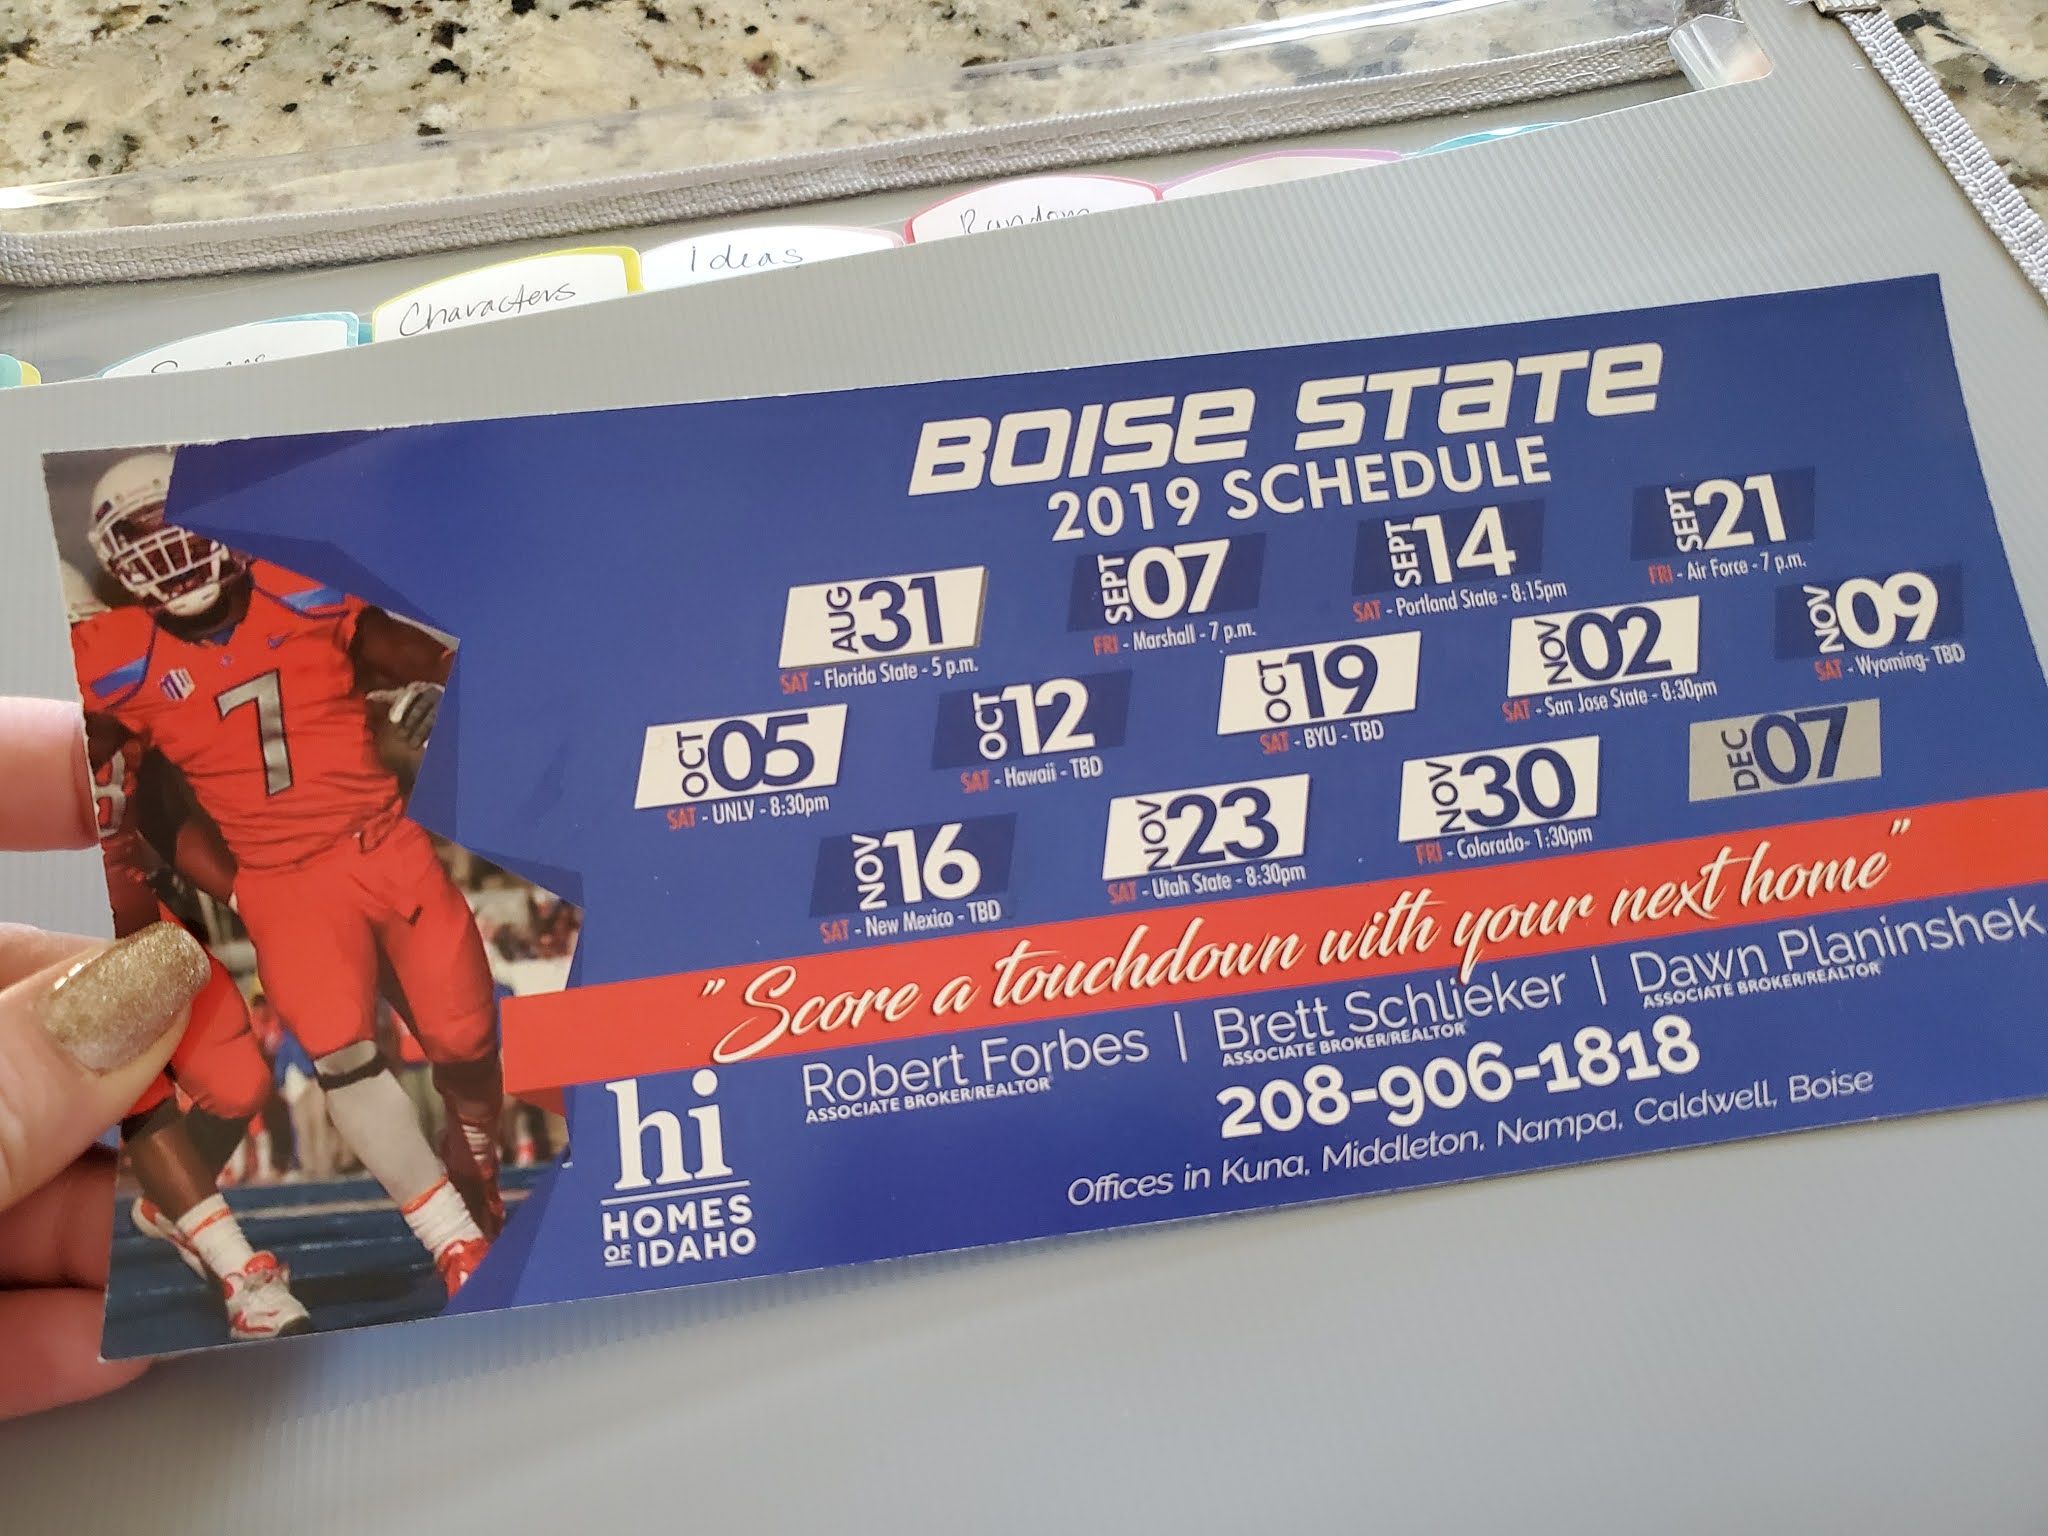 Random
Ideas
Characters
BOISE STATE
2019 SCHEDULE
AUG 31
SAT - Florida State - 5 p.m.
SEPT 07
FRI - Marshall - 7 p.m.
SEPT 14
SAT - Portland State - 8:15pm
SEPT 21
FRI - Air Force - 7 p.m.
OCT 05
SAT - UNLV - 8:30pm
OCT 12
SAT - Hawaii - TBD
OCT 19
SAT - BYU - TBD
NOV 02
SAT - San Jose State - 8:30pm
NOV 09
SAT - Wyoming- TBD
NOV 16
SAT - New Mexico - TBD
NOV 23
SAT - Utah State - 8:30pm
NOV 30
FRI - Colorado- 1:30pm
DEC 07
7
"Score a touchdown with your next home"
Robert Forbes | Brett Schlieker | Dawn Planinshek
ASSOCIATE BROKER/REALTOR ASSOCIATE BROKER/REALTOR ASSOCIATE BROKER/REALTOR
208-906-1818
Offices in Kuna, Middleton, Nampa, Caldwell, Boise
hi
HOMES
OF IDAHO